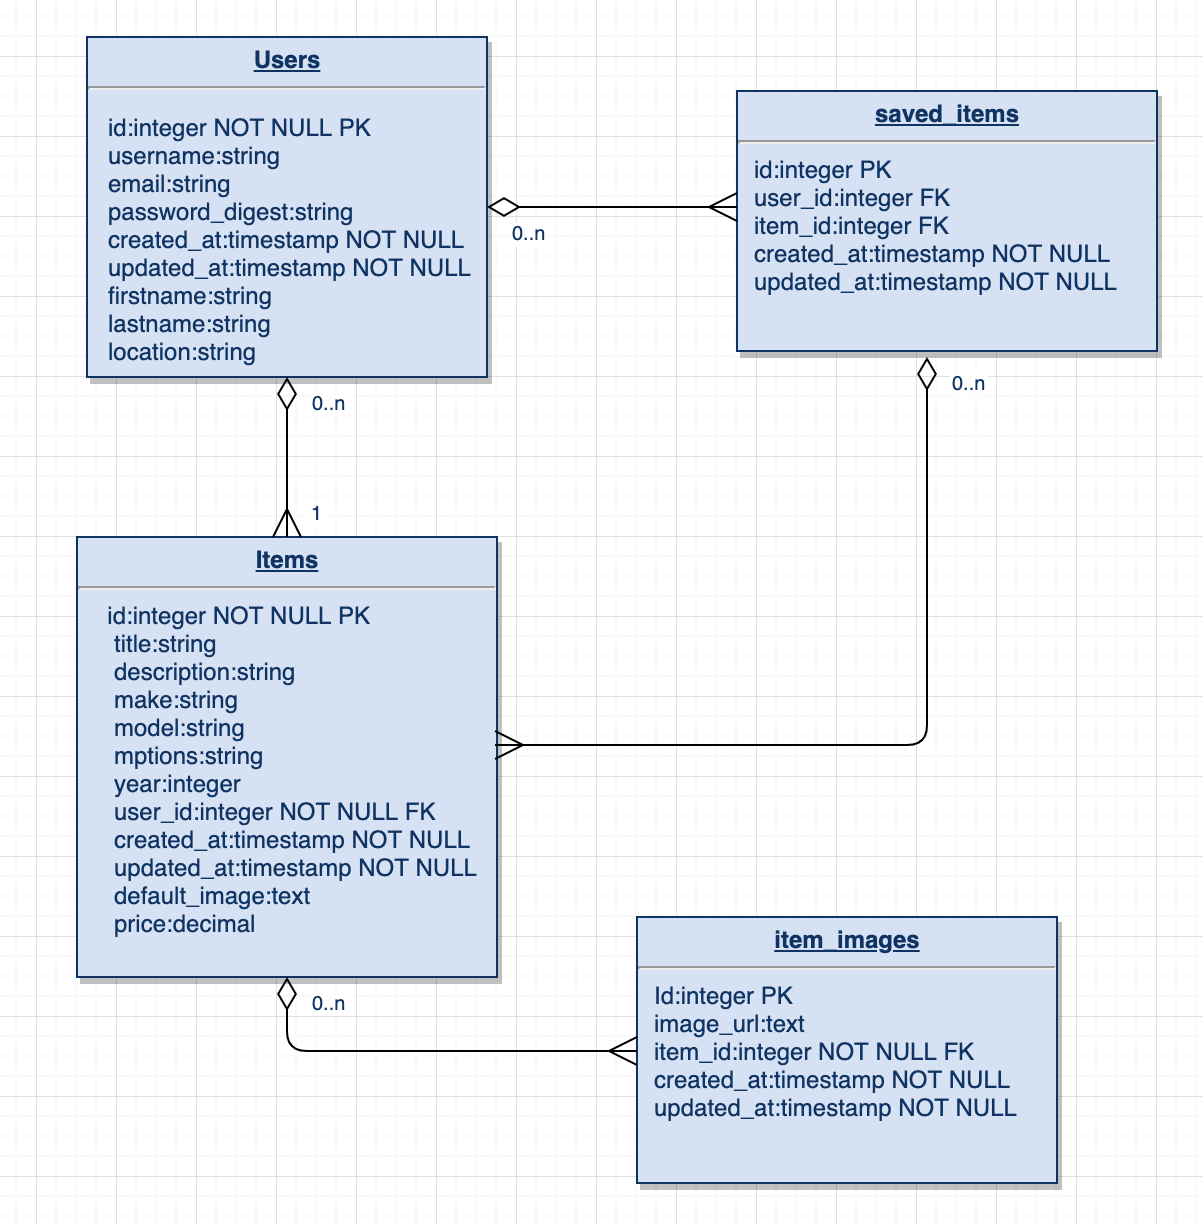 Users
id:integer NOT NULL PK
username:string
email:string
password_digest:string
created_at:timestamp NOT NULL
updated_at:timestamp NOT NULL
firstname:string
lastname:string
location:string
0..n
0..n
saved_items
id:integer PK
user_id:integer FK
item_id:integer FK
created_at:timestamp NOT NULL
updated_at:timestamp NOT NULL
0..n
1
Items
id:integer NOT NULL PK
title:string
description:string
make:string
model:string
mptions:string
year:integer
user_id:integer NOT NULL FK
created_at:timestamp NOT NULL
updated_at:timestamp NOT NULL
default_image:text
price:decimal
0..n
item_images
Id:integer PK
image_url:text
item_id:integer NOT NULL FK
created_at:timestamp NOT NULL
updated_at:timestamp NOT NULL